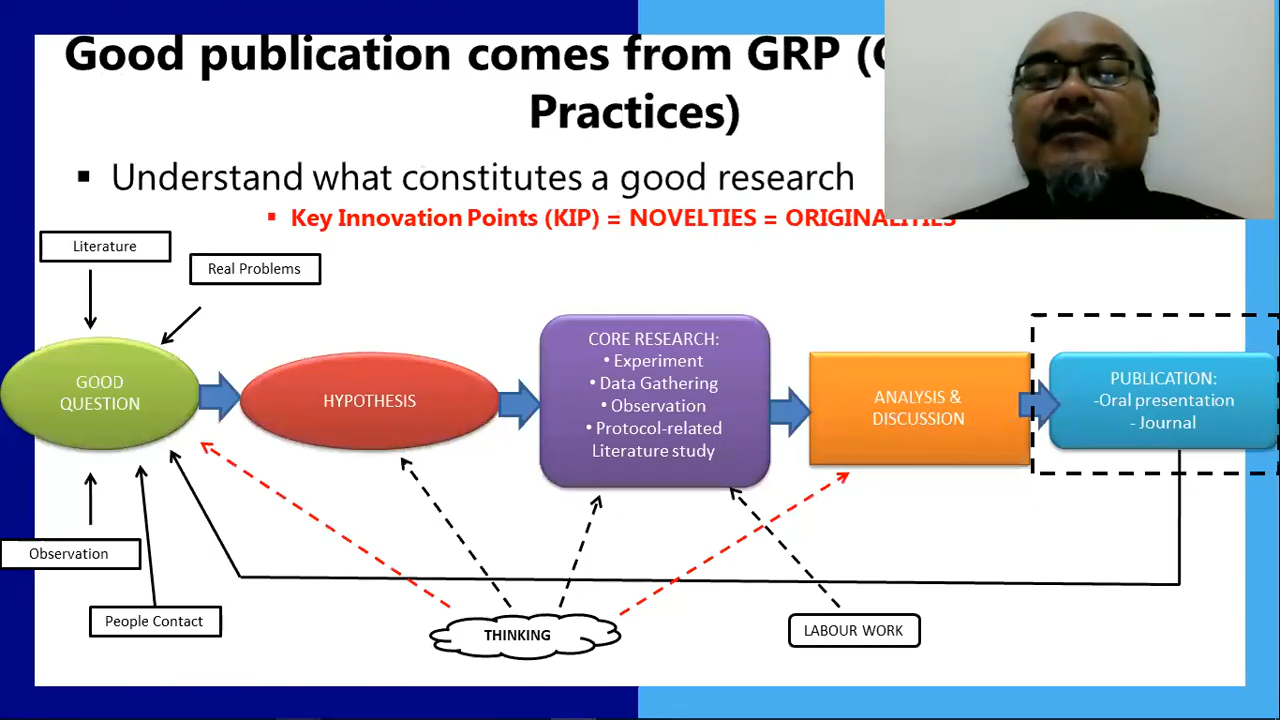 Good publication comes from GRP (
Practices)
▪ Understand what constitutes a good research
▪ Key Innovation Points (KIP) = NOVELTIES = ORIGINALITIES
Literature
Real Problems
GOOD
QUESTION
HYPOTHESIS
CORE RESEARCH:
• Experiment
• Data Gathering
• Observation
• Protocol-related
Literature study
ANALYSIS &
DISCUSSION
PUBLICATION:
-Oral presentation
- Journal
Observation
People Contact
THINKING
LABOUR WORK